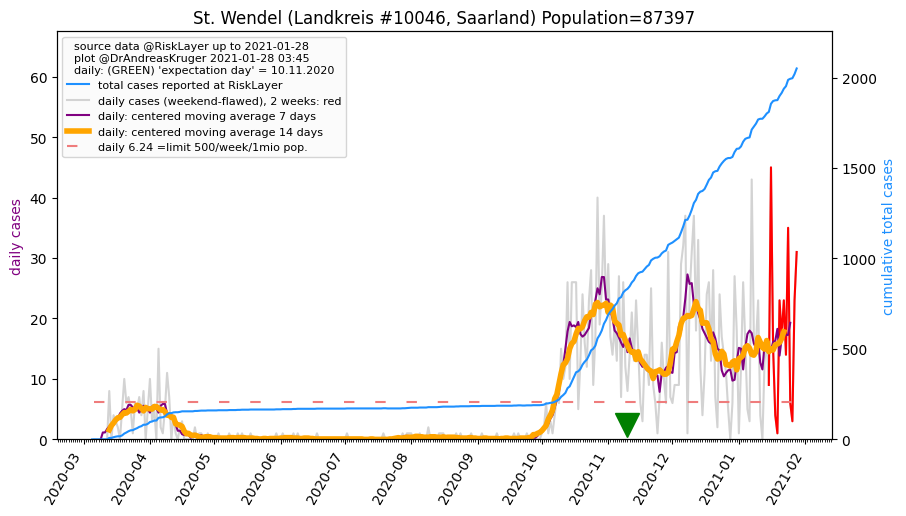 St. Wendel (Landkreis #10046, Saarland) Population=87397
source data @RiskLayer up to 2021-01-28
plot @DrAndreasKruger 2021-01-28 03:45
daily: (GREEN) 'expectation day' = 10.11.2020
total cases reported at RiskLayer
daily cases (weekend-flawed), 2 weeks: red
daily: centered moving average 7 days
daily: centered moving average 14 days
daily 6.24 =limit 500/week/1mio pop.
daily cases
60
50
40
30
20
10
0
cumulative total cases
2000
1500
1000
500
0
2020-03
2020-04
2020-05
2020-06
2020-07
2020-08
2020-09
2020-10
2020-11
2020-12
2021-01
2021-02